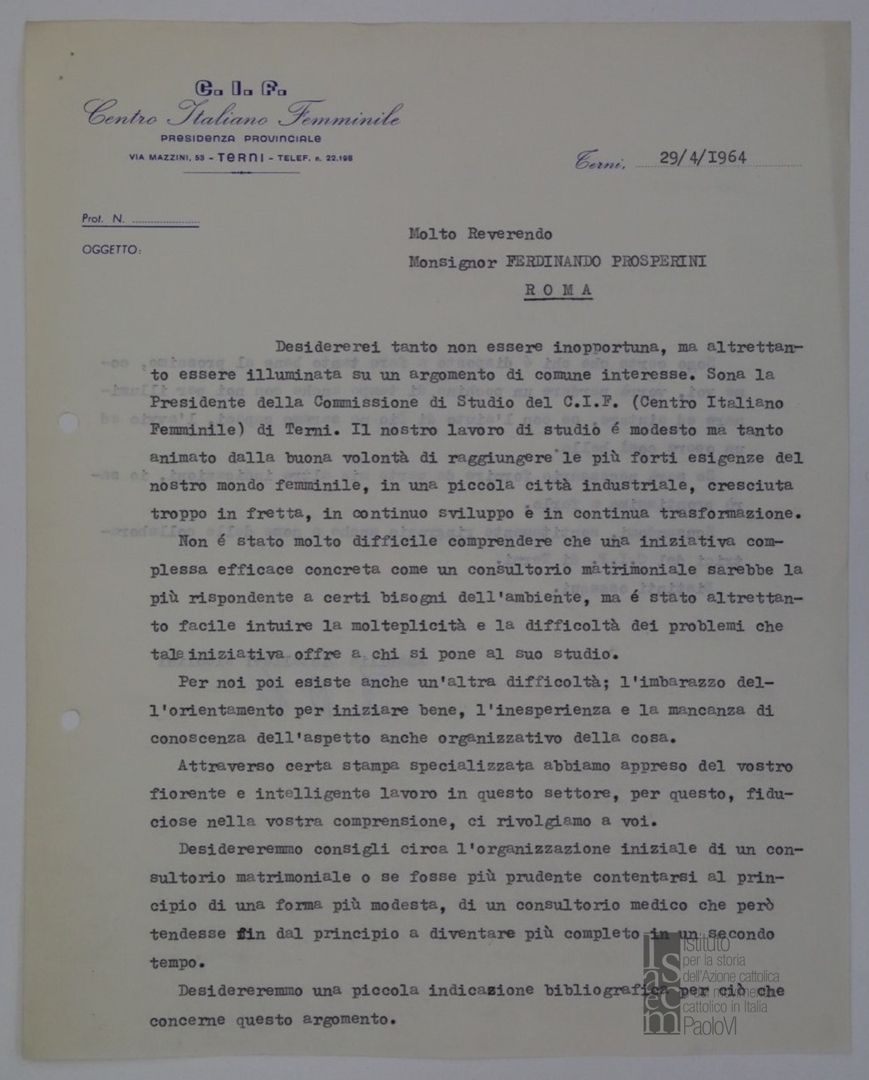 C. I. F.
Centro Italiano Femminile
PRESIDENZA PROVINCIALE
VIA MAZZINI, 53 - TERNI - TELEF. n. 22.198
Terni, 29/4/I964
Prot. N.
OGGETTO:
Molto Reverendo
Monsignor FERDINANDO PROSPERINI
R O M A
Desidererei tanto non essere inopportuna, ma altrettan-
to essere illuminata su un argomento di comune interesse. Sona la
Presidente della Commissione di Studio del C.I.F. (Centro Italiano
Femminile) di Terni. Il nostro lavoro di studio é modesto ma tanto
animato dalla buona volontà di raggiungere le più forti esigenze del
nostro mondo femminile, in una piccola città industriale, cresciuta
troppo in fretta, in continuo sviluppo e in continua trasformazione.
Non é stato molto difficile comprendere che una iniziativa com-
plessa efficace concreta come un consultorio matrimoniale sarebbe la
più rispondente a certi bisogni dell'ambiente, ma é stato altrettan-
to facile intuire la molteplicità e la difficoltà dei problemi che
tale iniziativa offre a chi si pone al suo studio.
Per noi poi esiste anche un'altra difficoltà; l'imbarazzo del-
l'orientamento per iniziare bene, l'inesperienza e la mancanza di
conoscenza dell'aspetto anche organizzativo della cosa.
Attraverso certa stampa specializzata abbiamo appreso del vostro
fiorente e intelligente lavoro in questo settore, per questo, fidu-
ciose nella vostra comprensione, ci rivolgiamo a voi.
Desidereremmo consigli circa l'organizzazione iniziale di un con-
sultorio matrimoniale o se fosse più prudente contentarsi al prin-
cipio di una forma più modesta, di un consultorio medico che però
tendesse fin dal principio a diventare più completo in un secondo
tempo.
Desidereremmo una piccola indicazione bibliografica per ciò che
concerne questo argomento.
Isacem
Istituto
per la storia
dell'Azione cattolica
cattolico in Italia
PaoloVI